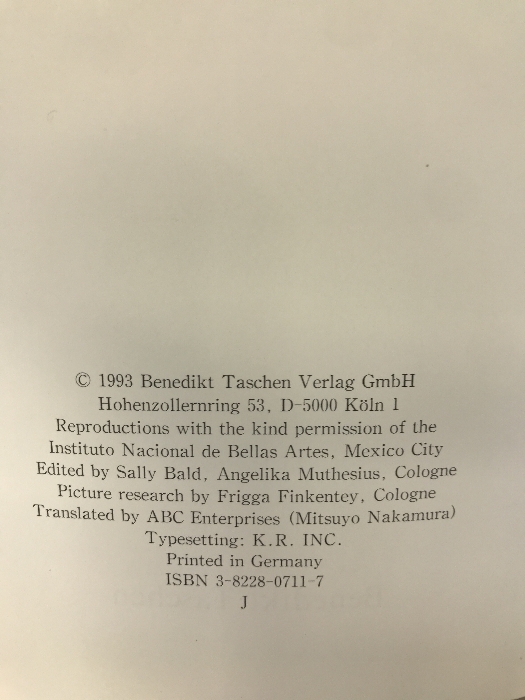 © 1993 Benedikt Taschen Verlag GmbH
Hohenzollernring 53, D-5000 Köln 1
Reproductions with the kind permission of the
Instituto Nacional de Bellas Artes, Mexico City
Edited by Sally Bald, Angelika Muthesius, Cologne
Picture research by Frigga Finkentey, Cologne
Translated by ABC Enterprises (Mitsuyo Nakamura)
Typesetting: K.R. INC.
Printed in Germany
ISBN 3-8228-0711-7
J